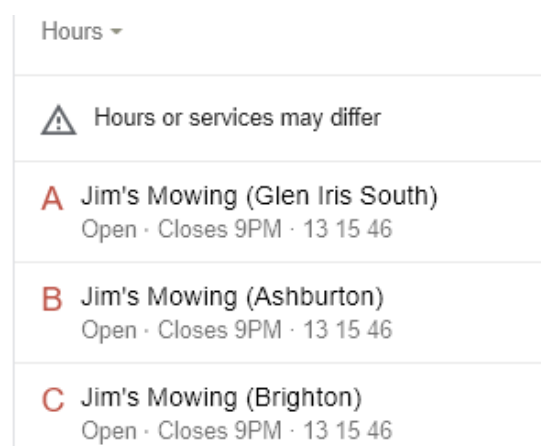 Hours
Hours or services may differ
A Jim's Mowing (Glen Iris South)
Open · Closes 9PM · 13 15 46
B Jim's Mowing (Ashburton)
Open · Closes 9PM · 13 15 46
C Jim's Mowing (Brighton)
Open · Closes 9PM · 13 15 46